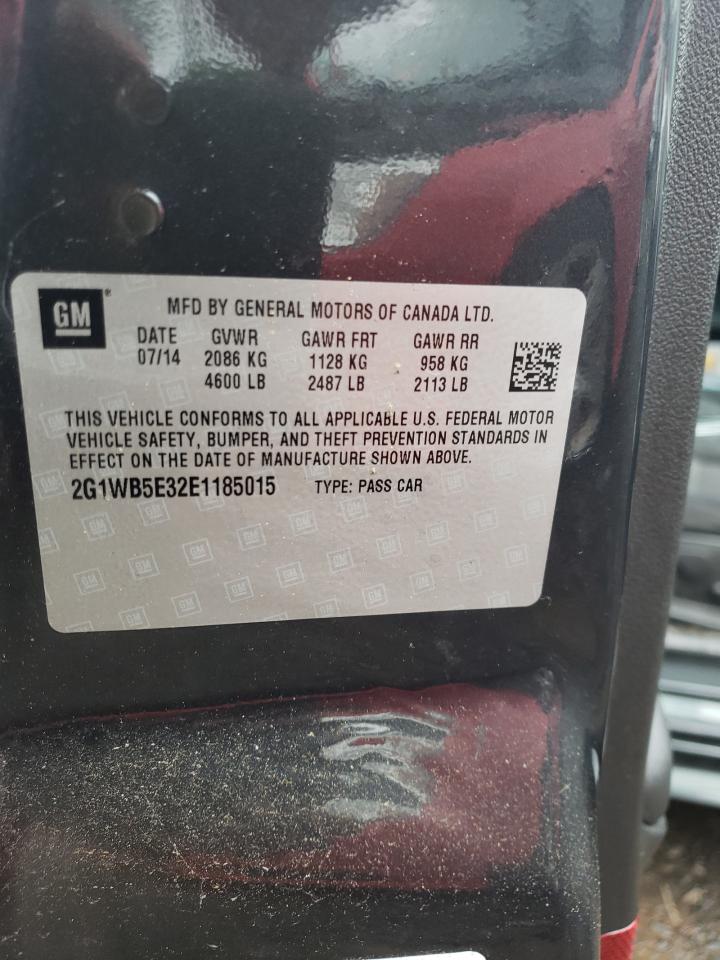 GM®
MFD BY GENERAL MOTORS OF CANADA LTD.
DATE GVWR GAWR FRT GAWR RR
07/14 2086 KG 1128 KG 958 KG
4600 LB 2487 LB 2113 LB
THIS VEHICLE CONFORMS TO ALL APPLICABLE U.S. FEDERAL MOTOR
VEHICLE SAFETY, BUMPER, AND THEFT PREVENTION STANDARDS IN
EFFECT ON THE DATE OF MANUFACTURE SHOWN ABOVE.
2G1WB5E32E1185015 TYPE: PASS CAR